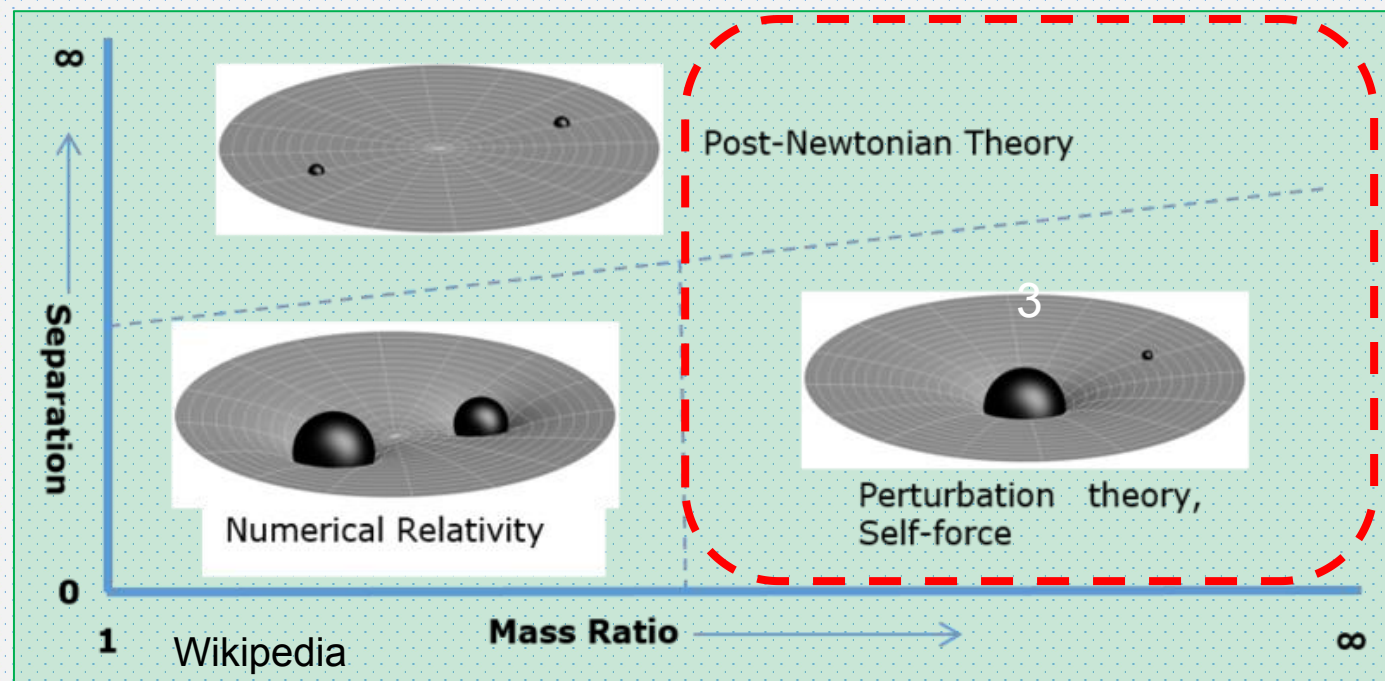 ∞
Post-Newtonian Theory
Separation
3
Numerical Relativity
Perturbation theory,
Self-force
0
1
Mass Ratio
∞
Wikipedia